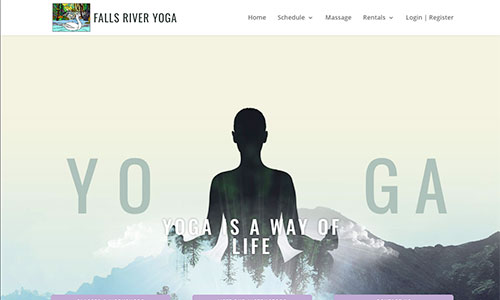 FALLS RIVER YOGA
Home Schedule Massage Rentals Login | Register
YO GA
YOGA IS A WAY OF
LIFE